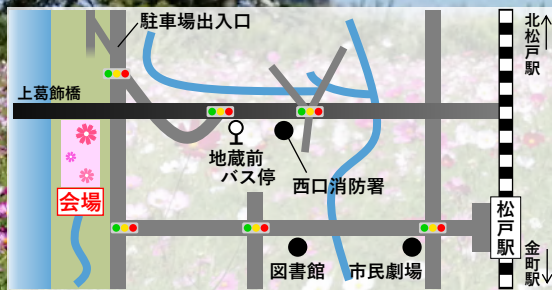 駐車場出入口
北松戸駅
上葛飾橋
地蔵前
バス停
西口消防署
会場
松戸駅
図書館
市民劇場
金町駅